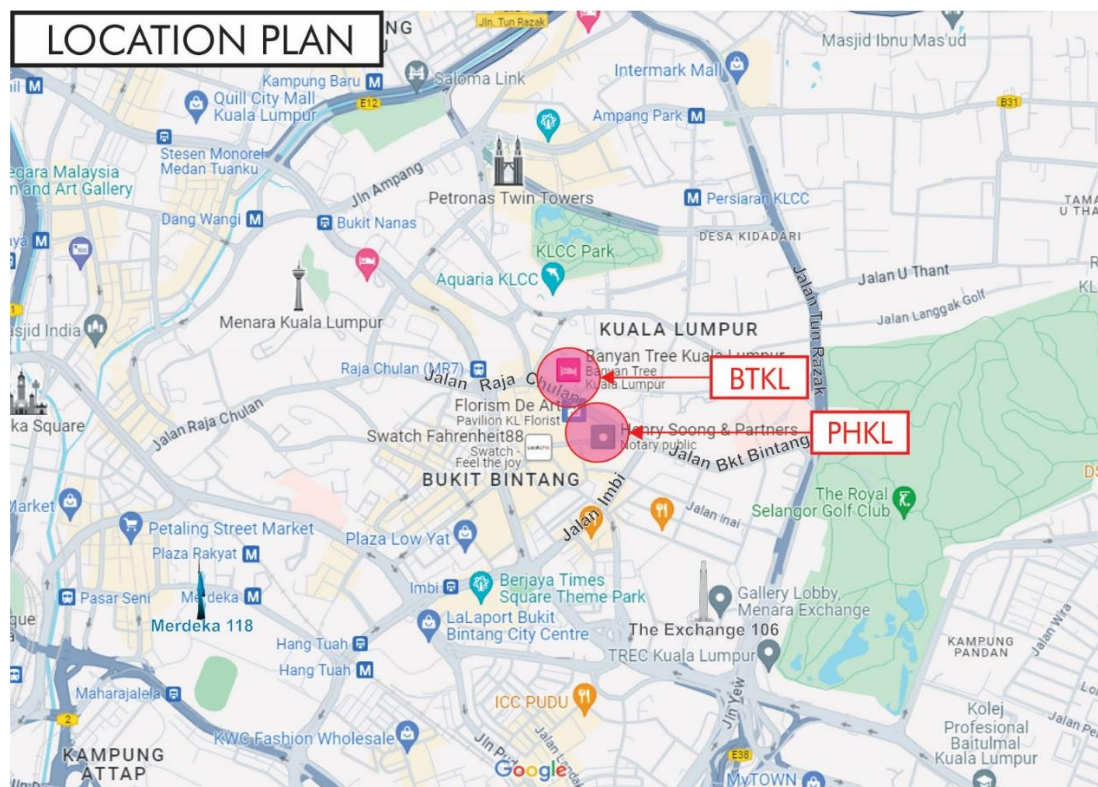 LOCATION PLAN
Jln. Tun Razak
Masjid Ibnu Mas'ud
Kampung Baru
Saloma Link
Intermark Mall
Quill City Mall
Kuala Lumpur
E12
B31
Ampang Park
Stesen Monorel
Medan Tuanku
egara Malaysia
m and Art Gallery
Jln Ampang
Petronas Twin Towers
Persiaran KLCC
TAMA
U THA
Dang Wangi
Bukit Nanas
DESA KIDADARI
KLCC Park
Aquaria KLCC
Jalan U Thant
Jalan Tun Razak
Jalan Langgak Golf
KL
Menara Kuala Lumpur
asjid India
KUALA LUMPUR
Banyan Tree Kuala Lumpur
Banyan Tree
Kuala Lumpur
BTKL
Raja Chulan (MR7)
Jalan Raja Chulan
Jalan Raja Chulan
ka Square
Florism De Art
Pavilion KL Florist
Henry Soong & Partners
Notary public
PHKL
Swatch Fahrenheit88
Swatch -
Feel the joy
Jalan Bkt Bintang
BUKIT BINTANG
Jalan Imbi
The Royal
Selangor Golf Club
DS
Market
Petaling Street Market
Jalan Inai
Plaza Low Yat
Plaza Rakyat
Imbi
Berjaya Times
Square Theme Park
Gallery Lobby,
Menara Exchange
Pasar Seni
Merdeka
Merdeka 118
LaLaport Bukit
Bintang City Centre
The Exchange 106
Jalan Wira
KAMPUNG
PANDAN
Hang Tuah
Hang Tuah
TREC Kuala Lumpur
Maharajalela
ICC PUDU
Jln Yew
2
KWC Fashion Wholesale
Kolej
Profesional
Baitulmal
Kuala Lumpur
KAMPUNG
ATTAP
Google
E38
MyTOWN